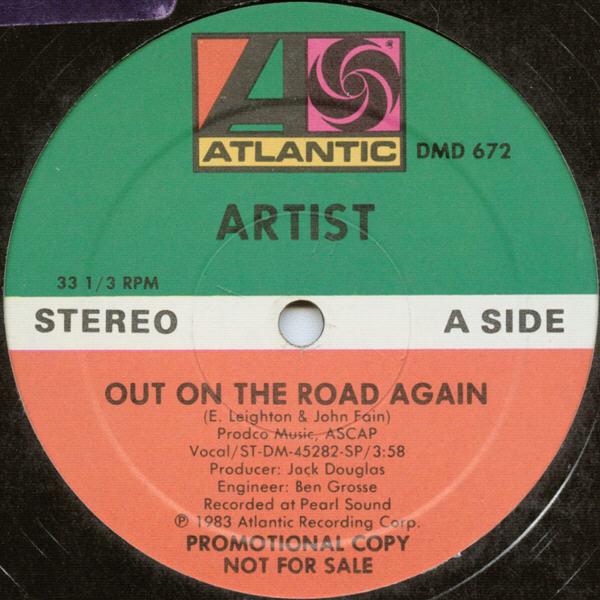 ATLANTIC
DMD 672
ARTIST
33 1/3 RPM
STEREO
A SIDE
OUT ON THE ROAD AGAIN
(E. Leighton & John Fain)
Prodco Music, ASCAP
Vocal/ST-DM-45282-SP/3:58
Producer: Jack Douglas
Engineer: Ben Grosse
Recorded at Pearl Sound
℗ 1983 Atlantic Recording Corp.
PROMOTIONAL COPY
NOT FOR SALE